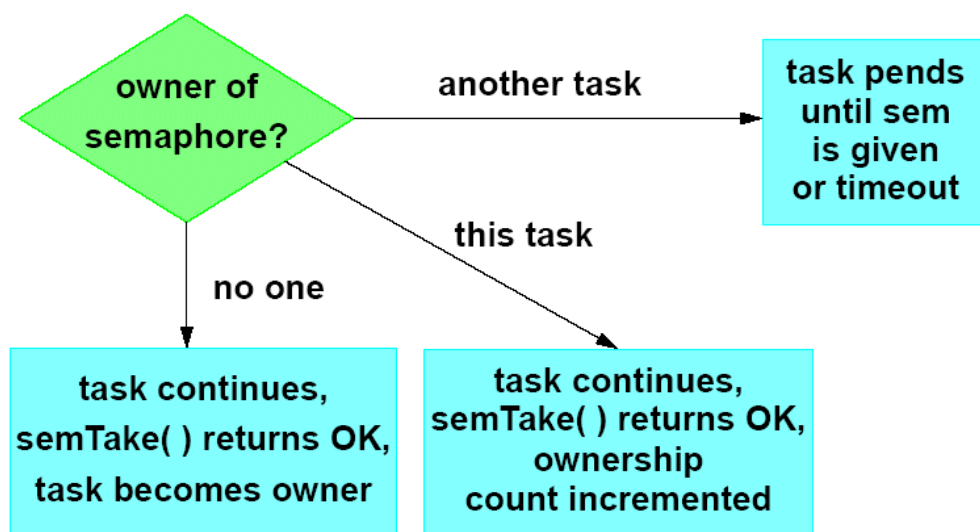 owner of
semaphore?
another task
task pends
until sem
is given
or timeout
this task
no one
task continues,
semTake( ) returns OK,
task becomes owner
task continues,
semTake( ) returns OK,
ownership
count incremented